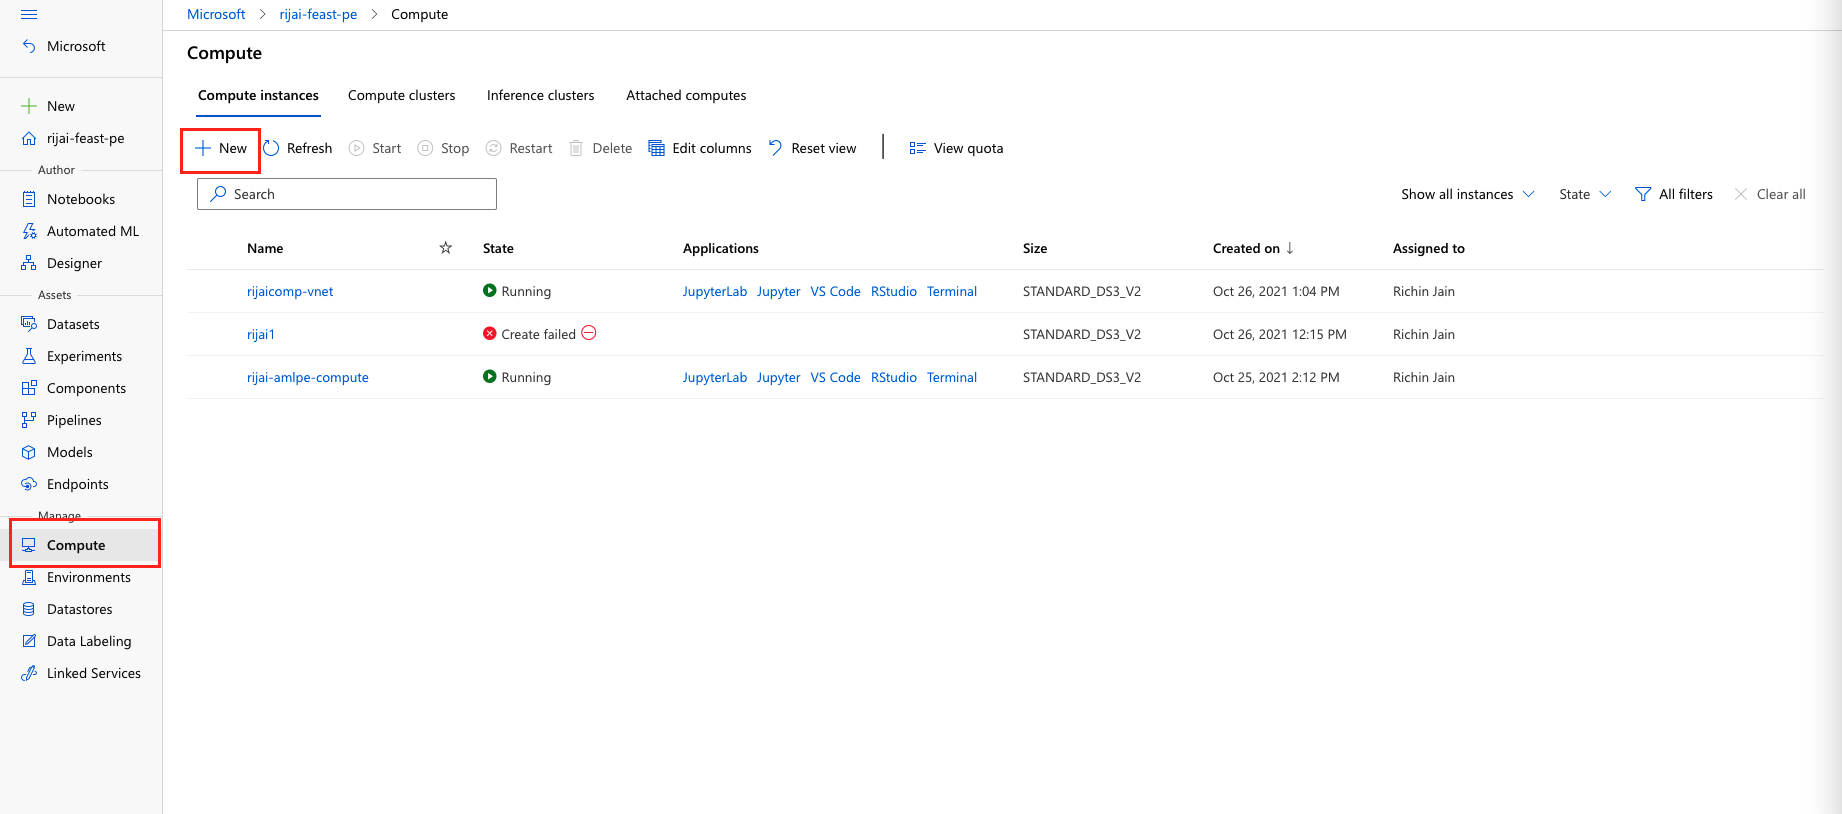 Microsoft
New
rijai-feast-pe
Author
Notebooks
Automated ML
Designer
Assets
Datasets
Experiments
Components
Pipelines
Models
Endpoints
Manage
Compute
Environments
Datastores
Data Labeling
Linked Services
Microsoft > rijai-feast-pe > Compute
Compute
Compute instances Compute clusters Inference clusters Attached computes
New Refresh Start Stop Restart Delete Edit columns Reset view View quota
Search Show all instances State All filters Clear all
Name State Applications Size Created on ↓ Assigned to
rijaicomp-vnet Running JupyterLab Jupyter VS Code RStudio Terminal STANDARD_DS3_V2 Oct 26, 2021 1:04 PM Richin Jain
rijai1 Create failed STANDARD_DS3_V2 Oct 26, 2021 12:15 PM Richin Jain
rijai-amlpe-compute Running JupyterLab Jupyter VS Code RStudio Terminal STANDARD_DS3_V2 Oct 25, 2021 2:12 PM Richin Jain